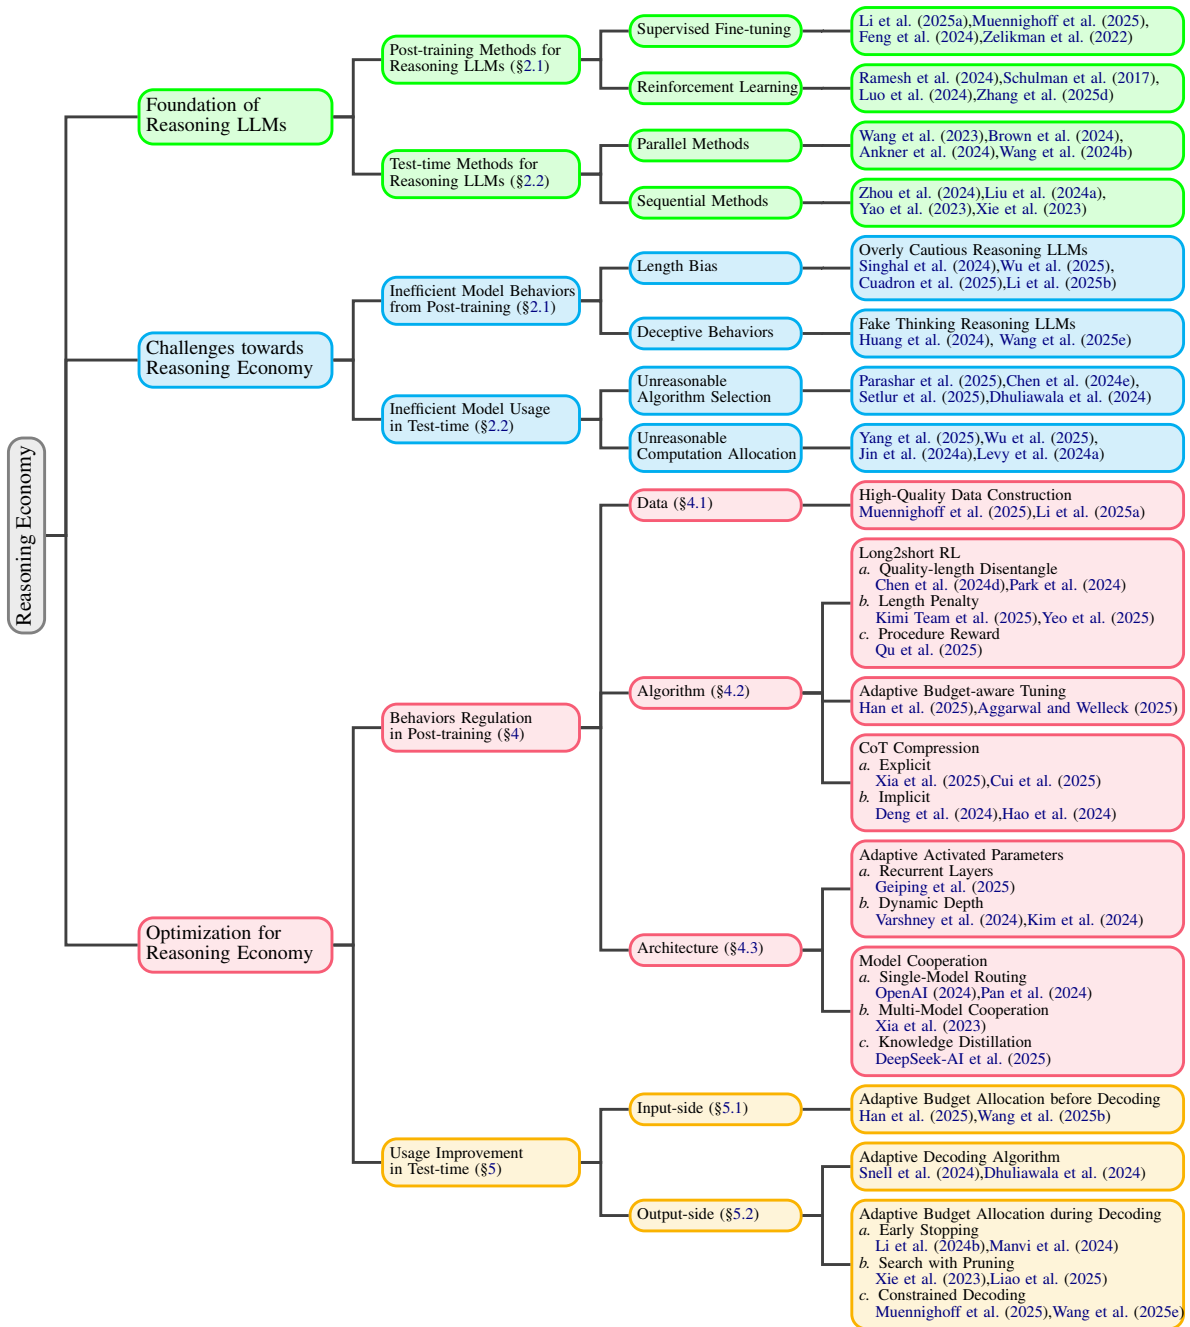 Reasoning Economy
Foundation of
Reasoning LLMs
Post-training Methods for
Reasoning LLMs (§2.1)
Supervised Fine-tuning
Li et al. (2025a),Muennighoff et al. (2025),
Feng et al. (2024),Zelikman et al. (2022)
Reinforcement Learning
Ramesh et al. (2024),Schulman et al. (2017),
Luo et al. (2024),Zhang et al. (2025d)
Test-time Methods for
Reasoning LLMs (§2.2)
Parallel Methods
Wang et al. (2023),Brown et al. (2024),
Ankner et al. (2024),Wang et al. (2024b)
Sequential Methods
Zhou et al. (2024),Liu et al. (2024a),
Yao et al. (2023),Xie et al. (2023)
Challenges towards
Reasoning Economy
Inefficient Model Behaviors
from Post-training (§2.1)
Length Bias
Overly Cautious Reasoning LLMs
Singhal et al. (2024),Wu et al. (2025),
Cuadron et al. (2025),Li et al. (2025b)
Deceptive Behaviors
Fake Thinking Reasoning LLMs
Huang et al. (2024), Wang et al. (2025e)
Inefficient Model Usage
in Test-time (§2.2)
Unreasonable
Algorithm Selection
Parashar et al. (2025),Chen et al. (2024e),
Setlur et al. (2025),Dhuliawala et al. (2024)
Unreasonable
Computation Allocation
Yang et al. (2025),Wu et al. (2025),
Jin et al. (2024a),Levy et al. (2024a)
Optimization for
Reasoning Economy
Behaviors Regulation
in Post-training (§4)
Data (§4.1)
High-Quality Data Construction
Muennighoff et al. (2025),Li et al. (2025a)
Algorithm (§4.2)
Long2short RL
a. Quality-length Disentangle
Chen et al. (2024d),Park et al. (2024)
b. Length Penalty
Kimi Team et al. (2025),Yeo et al. (2025)
c. Procedure Reward
Qu et al. (2025)
Adaptive Budget-aware Tuning
Han et al. (2025),Aggarwal and Welleck (2025)
CoT Compression
a. Explicit
Xia et al. (2025),Cui et al. (2025)
b. Implicit
Deng et al. (2024),Hao et al. (2024)
Architecture (§4.3)
Adaptive Activated Parameters
a. Recurrent Layers
Geiping et al. (2025)
b. Dynamic Depth
Varshney et al. (2024),Kim et al. (2024)
Model Cooperation
a. Single-Model Routing
OpenAI (2024),Pan et al. (2024)
b. Multi-Model Cooperation
Xia et al. (2023)
c. Knowledge Distillation
DeepSeek-AI et al. (2025)
Usage Improvement
in Test-time (§5)
Input-side (§5.1)
Adaptive Budget Allocation before Decoding
Han et al. (2025),Wang et al. (2025b)
Output-side (§5.2)
Adaptive Decoding Algorithm
Snell et al. (2024),Dhuliawala et al. (2024)
Adaptive Budget Allocation during Decoding
a. Early Stopping
Li et al. (2024b),Manvi et al. (2024)
b. Search with Pruning
Xie et al. (2023),Liao et al. (2025)
c. Constrained Decoding
Muennighoff et al. (2025),Wang et al. (2025e)